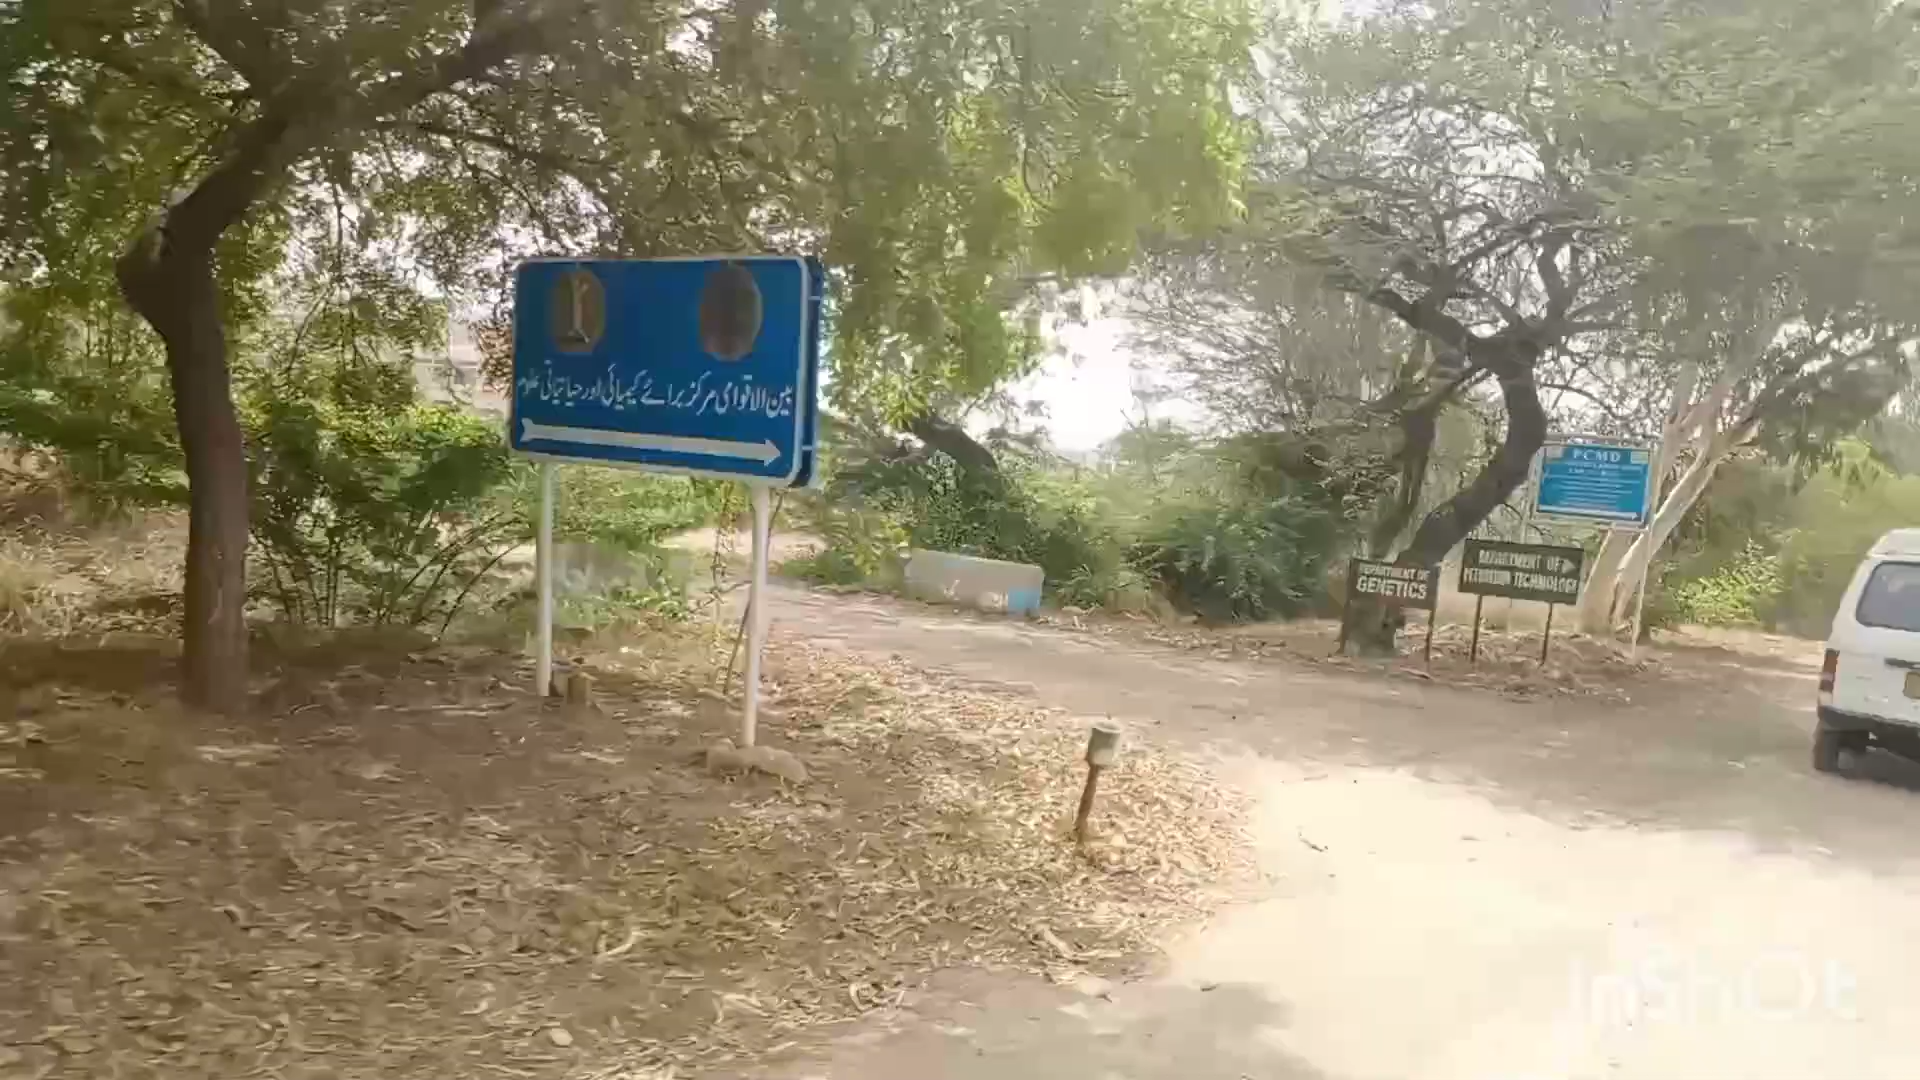 بین الاقوامی مرکز برائے کیمیائی اور حیاتیاتی علوم
PCMD
DEPARTMENT OF
GENETICS
DEPARTMENT OF
PETROLEUM TECHNOLOGY
InShOt